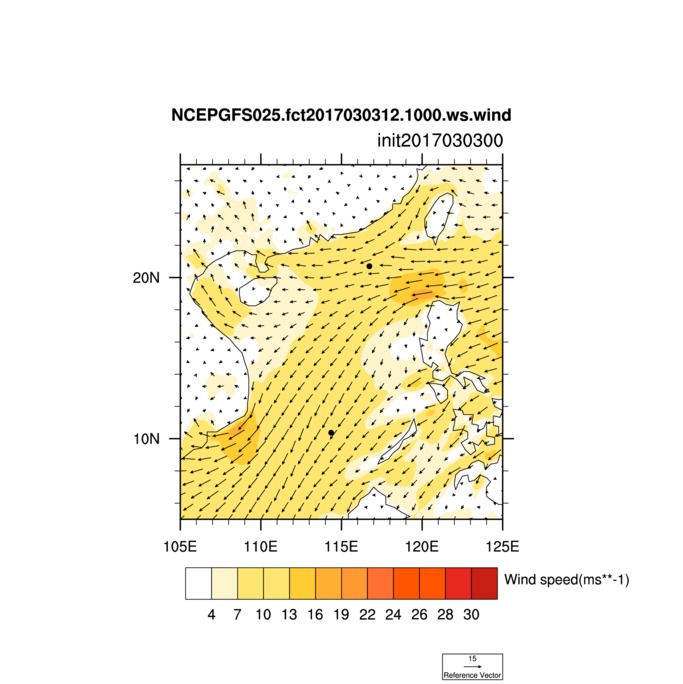 NCEPGFS025.fct2017030312.1000.ws.wind
init2017030300
20N
10N
105E 110E 115E 120E 125E
Wind speed(ms**-1)
4 7 10 13 16 19 22 24 26 28 30
15
Reference Vector